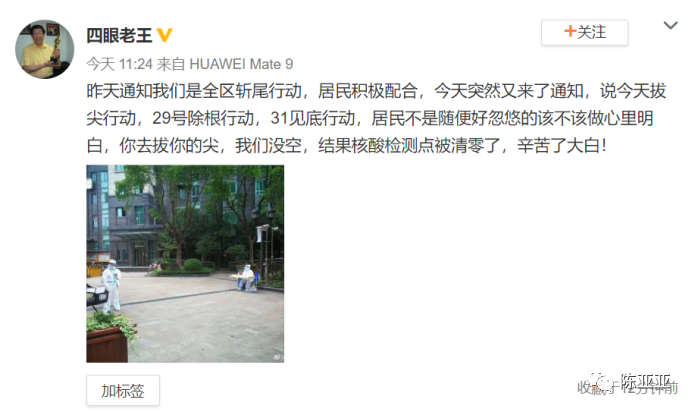 四眼老王
+关注
今天 11:24 来自 HUAWEI Mate 9
昨天通知我们是全区斩尾行动，居民积极配合，今天突然又来了通知，说今天拔
尖行动，29号除根行动，31见底行动，居民不是随便好忽悠的该不该做心里明
白，你去拔你的尖，我们没空，结果核酸检测点被清零了，辛苦了大白！
加标签
收藏于12分钟前
陈亚亚